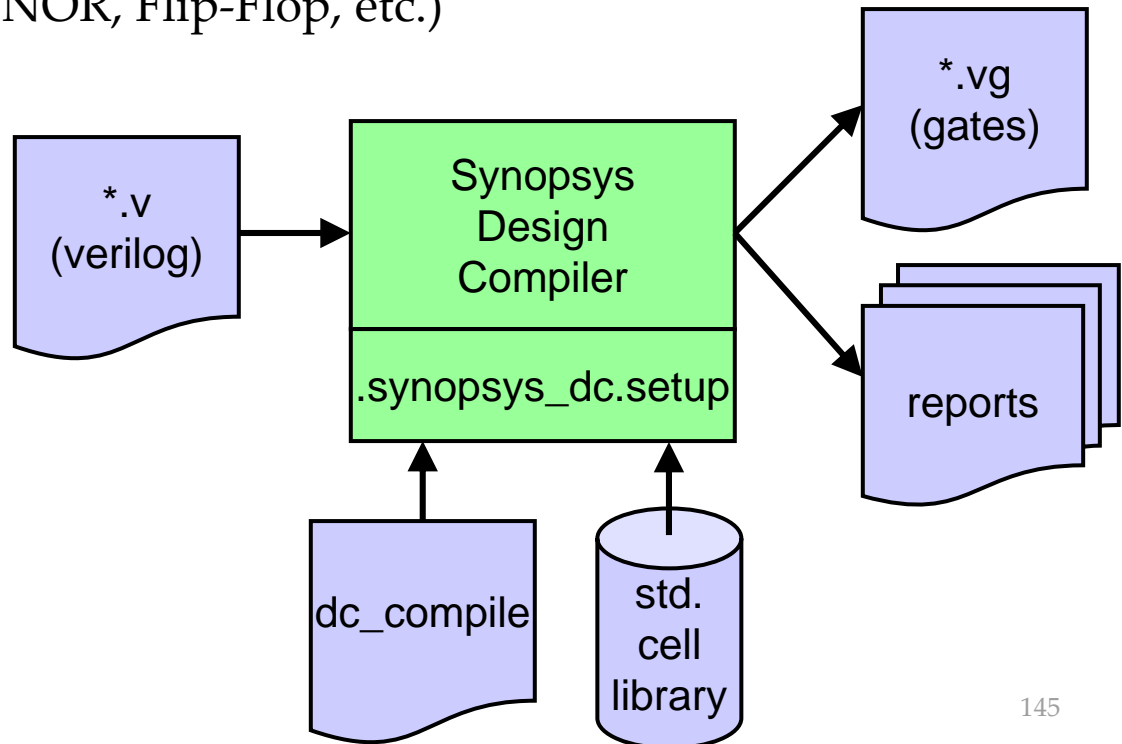 NOR, Flip-Flop, etc.)
*.v
(verilog)
Synopsys
Design
Compiler
.synopsys_dc.setup
*.vg
(gates)
reports
dc_compile
std.
cell
library
145